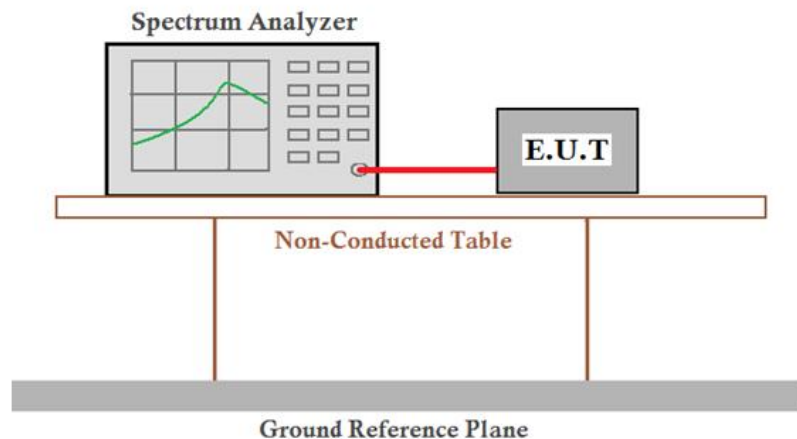 Spectrum Analyzer
E.U.T
Non-Conducted Table
Ground Reference Plane